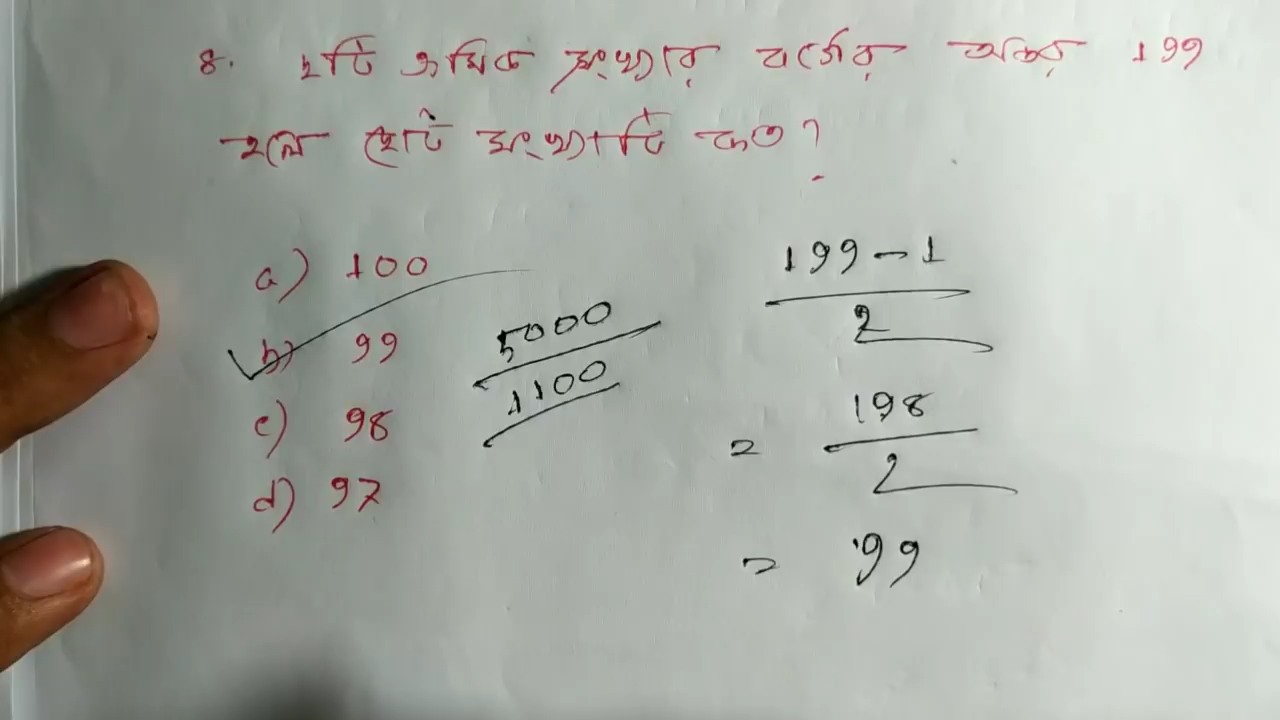 8. ২টি ক্রমিক সংখ্যার বর্গের অন্তর 199
হলে ছোট সংখ্যাটি কত?
a) 100
b) 99
c) 98
d) 97
5000
1100
199-1
2
= 198
2
= 99